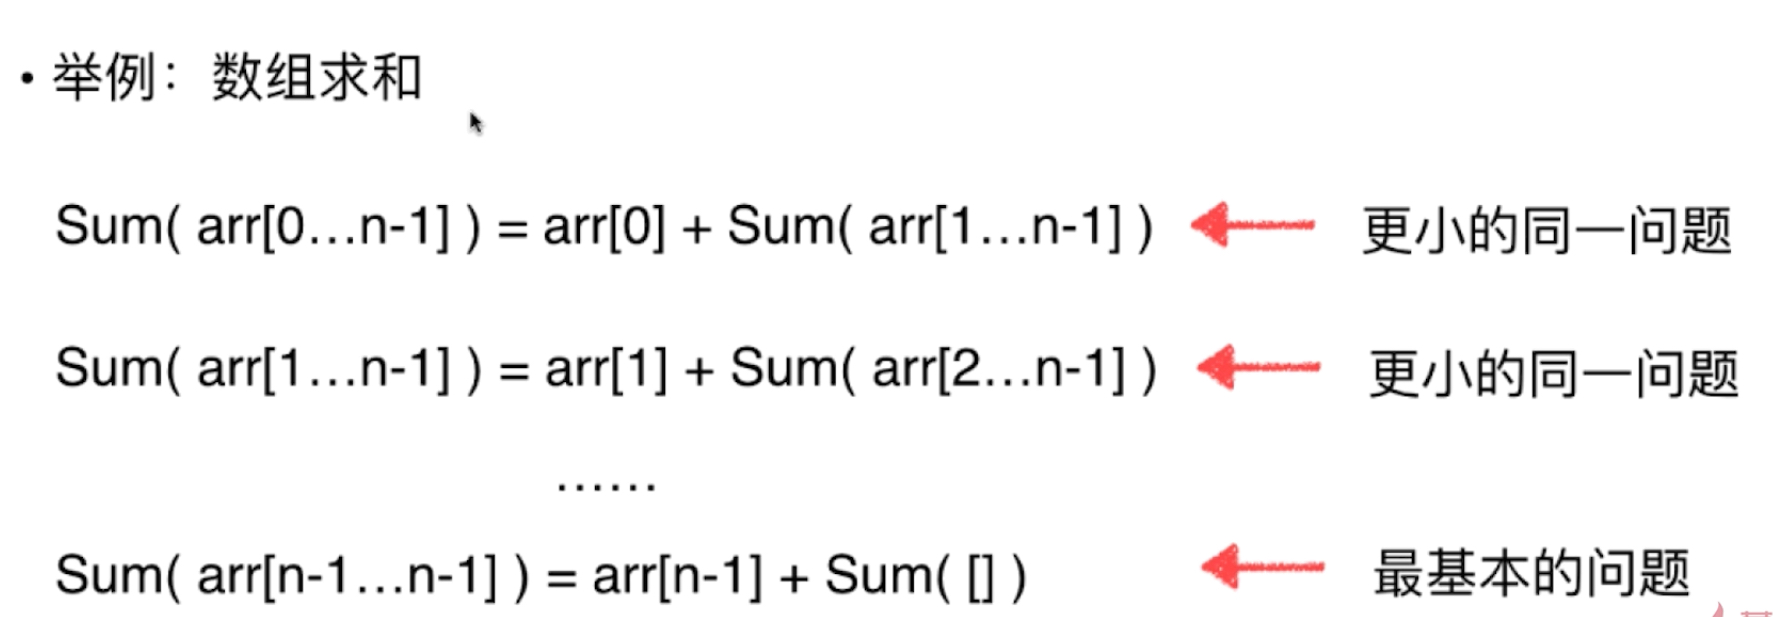 • 举例：数组求和
Sum( arr[0…n-1] ) = arr[0] + Sum( arr[1…n-1] ) 更小的同一问题
Sum( arr[1…n-1] ) = arr[1] + Sum( arr[2…n-1] ) 更小的同一问题
……
Sum( arr[n-1…n-1] ) = arr[n-1] + Sum( [] ) 最基本的问题